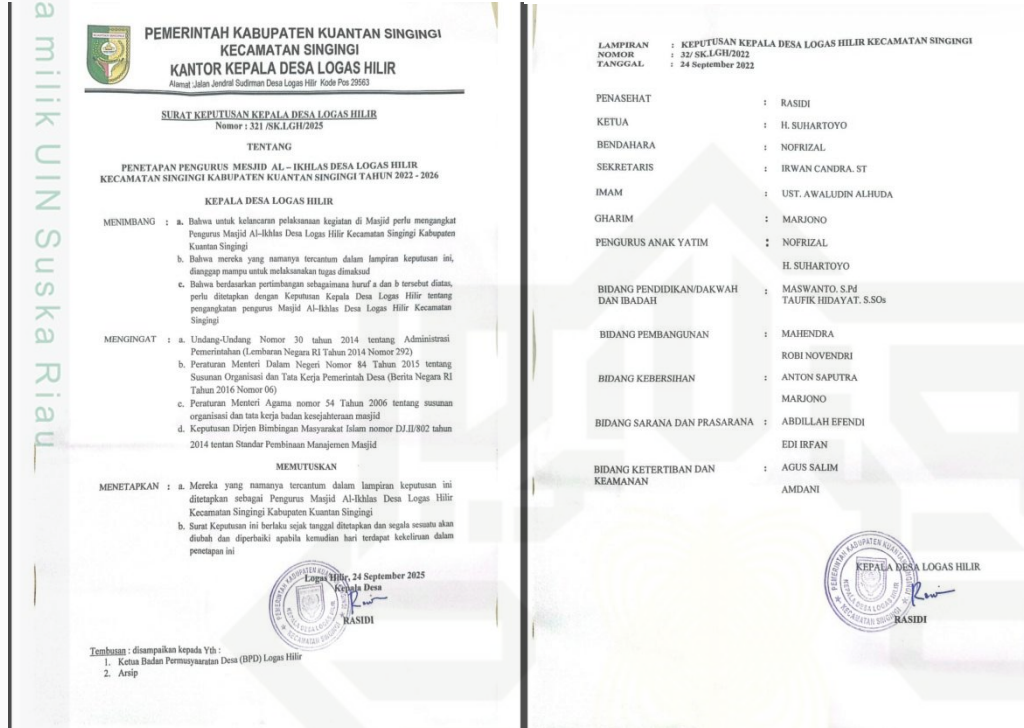 a milik UIN Suska Riau
PEMERINTAH KABUPATEN KUANTAN SINGINGI
KECAMATAN SINGINGI
KANTOR KEPALA DESA LOGAS HILIR
Alamat :Jalan Jendral Sudirman Desa Logas Hilir Kode Pos 29563
SURAT KEPUTUSAN KEPALA DESA LOGAS HILIR
Nomor : 321 /SK.LGH/2025
TENTANG
PENETAPAN PENGURUS MESJID AL – IKHLAS DESA LOGAS HILIR
KECAMATAN SINGINGI KABUPATEN KUANTAN SINGINGI TAHUN 2022 - 2026
KEPALA DESA LOGAS HILIR
MENIMBANG : a. Bahwa untuk kelancaran pelaksanaan kegiatan di Masjid perlu mengangkat
Pengurus Masjid Al–Ikhlas Desa Logas Hilir Kecamatan Singingi Kabupaten
Kuantan Singingi
b. Bahwa mereka yang namanya tercantum dalam lampiran keputusan ini,
dianggap mampu untuk melaksanakan tugas dimaksud
c. Bahwa berdasarkan pertimbangan sebagaimana huruf a dan b tersebut diatas,
perlu ditetapkan dengan Keputusan Kepala Desa Logas Hilir tentang
pengangkatan pengurus Masjid Al-Ikhlas Desa Logas Hilir Kecamatan
Singingi
MENGINGAT : a. Undang-Undang Nomor 30 tahun 2014 tentang Administrasi
Pemerintahan (Lembaran Negara RI Tahun 2014 Nomor 292)
b. Peraturan Menteri Dalam Negeri Nomor 84 Tahun 2015 tentang
Susunan Organisasi dan Tata Kerja Pemerintah Desa (Berita Negara RI
Tahun 2016 Nomor 06)
c. Peraturan Menteri Agama nomor 54 Tahun 2006 tentang susunan
organisasi dan tata kerja badan kesejahteraan masjid
d. Keputusan Dirjen Bimbingan Masyarakat Islam nomor DJ.II/802 tahun
2014 tentan Standar Pembinaan Manajemen Masjid
MEMUTUSKAN
MENETAPKAN : a. Mereka yang namanya tercantum dalam lampiran keputusan ini
ditetapkan sebagai Pengurus Masjid Al-Ikhlas Desa Logas Hilir
Kecamatan Singingi Kabupaten Kuantan Singingi
b. Surat Keputusan ini berlaku sejak tanggal ditetapkan dan segala sesuatu akan
diubah dan diperbaiki apabila kemudian hari terdapat kekeliruan dalam
penetapan ini
Logas Hilir, 24 September 2025
Kepala Desa
RASIDI
Tembusan : disampaikan kepada Yth :
1. Ketua Badan Permusyaaratan Desa (BPD) Logas Hilir
2. Arsip
LAMPIRAN : KEPUTUSAN KEPALA DESA LOGAS HILIR KECAMATAN SINGINGI
NOMOR : 32/ SK.LGH/2022
TANGGAL : 24 September 2022
PENASEHAT : RASIDI
KETUA : H. SUHARTOYO
BENDAHARA : NOFRIZAL
SEKRETARIS : IRWAN CANDRA. ST
IMAM : UST. AWALUDIN ALHUDA
GHARIM : MARJONO
PENGURUS ANAK YATIM : NOFRIZAL
H. SUHARTOYO
BIDANG PENDIDIKAN/DAKWAH : MASWANTO. S.Pd
DAN IBADAH TAUFIK HIDAYAT. S.SOs
BIDANG PEMBANGUNAN : MAHENDRA
ROBI NOVENDRI
BIDANG KEBERSIHAN : ANTON SAPUTRA
MARJONO
BIDANG SARANA DAN PRASARANA : ABDILLAH EFENDI
EDI IRFAN
BIDANG KETERTIBAN DAN : AGUS SALIM
KEAMANAN
AMDANI
KEPALA DESA LOGAS HILIR
RASIDI